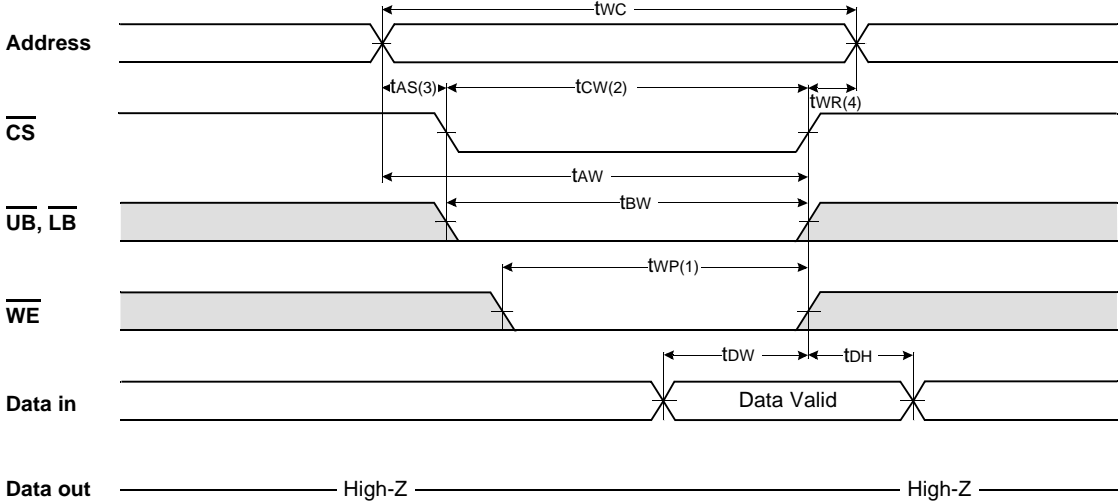 tWC
Address
tAS(3) tCW(2) tWR(4)
CS
tAW
UB, LB
tBW
tWP(1)
WE
tDW tDH
Data in
Data Valid
Data out High-Z High-Z